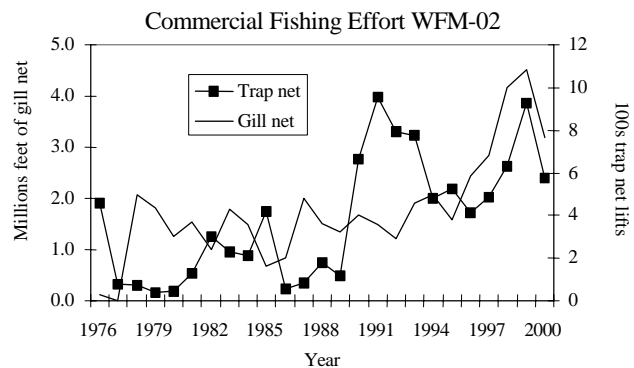 Commercial Fishing Effort WFM-02
Millions feet of gill net
5.0
4.0
3.0
2.0
1.0
0.0
Trap net
Gill net
12
10
8
6
4
2
0
100s trap net lifts
1976 1979 1982 1985 1988 1991 1994 1997 2000
Year